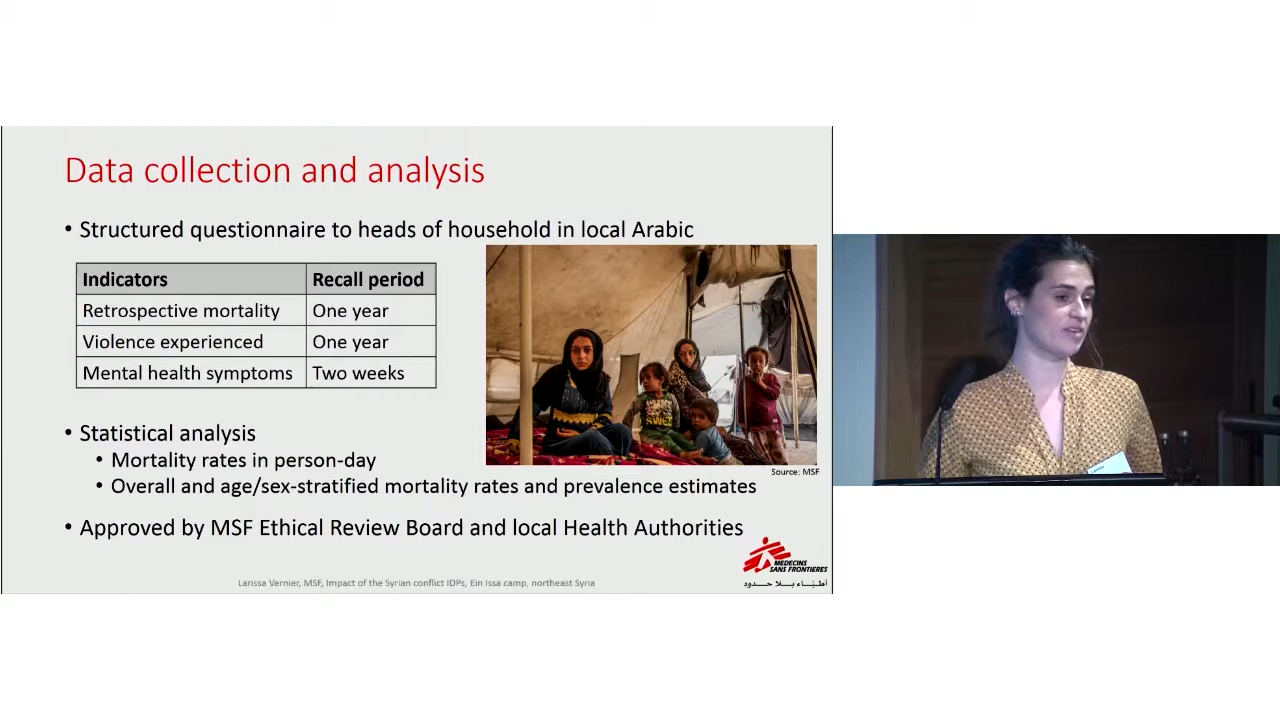 Data collection and analysis
• Structured questionnaire to heads of household in local Arabic
Indicators Recall period
Retrospective mortality One year
Violence experienced One year
Mental health symptoms Two weeks
Source: MSF
• Statistical analysis
• Mortality rates in person-day
• Overall and age/sex-stratified mortality rates and prevalence estimates
• Approved by MSF Ethical Review Board and local Health Authorities
MEDECINS
SANS FRONTIERES
أطبّاء بلا حدود
Larissa Vernier, MSF, Impact of the Syrian conflict IDPs, Ein Issa camp, northeast Syria